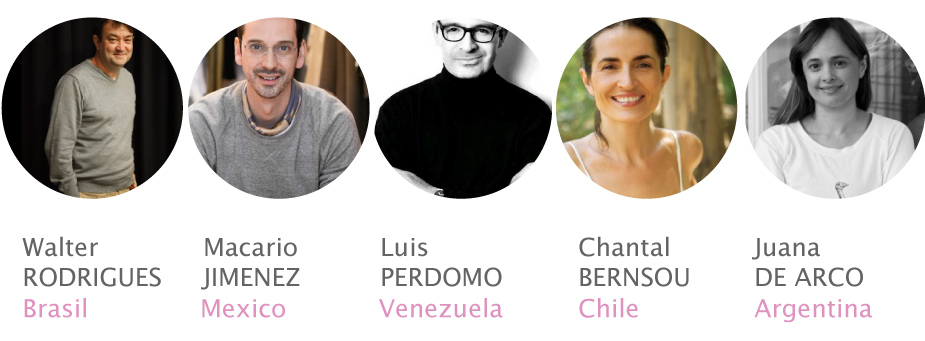 Walter
RODRIGUES
Brasil
Macario
JIMENEZ
Mexico
Luis
PERDOMO
Venezuela
Chantal
BERNSOU
Chile
Juana
DE ARCO
Argentina